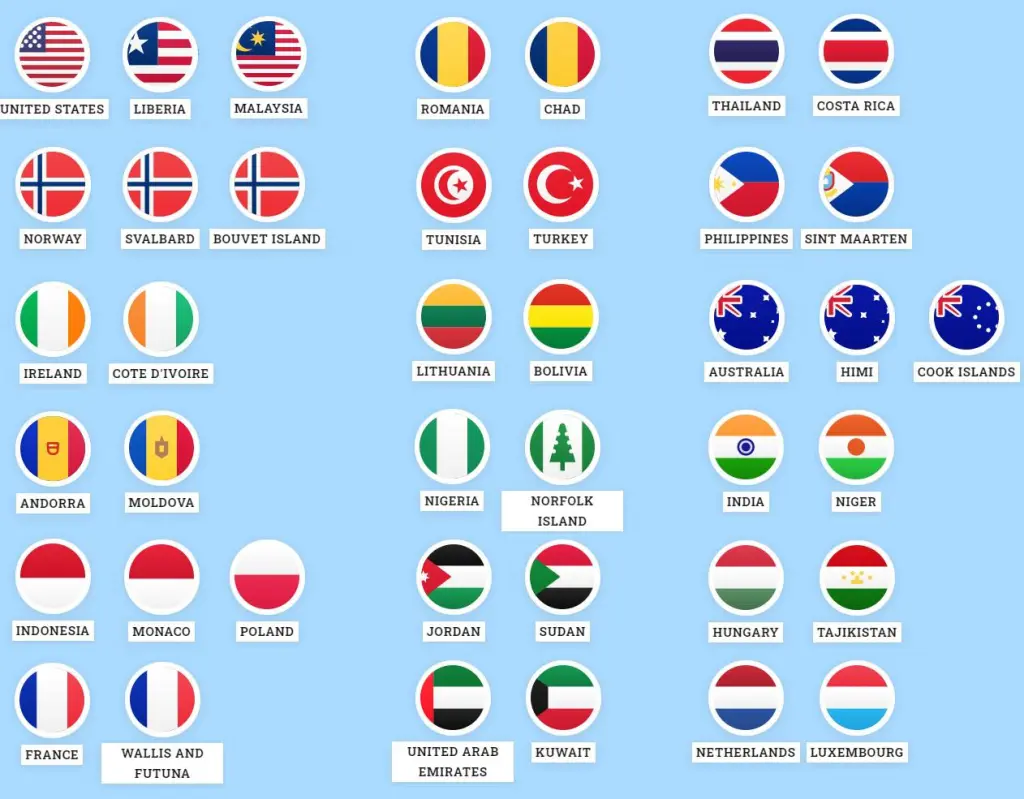 UNITED STATES
LIBERIA
MALAYSIA
ROMANIA
CHAD
THAILAND
COSTA RICA
NORWAY
SVALBARD
BOUVET ISLAND
TUNISIA
TURKEY
PHILIPPINES
SINT MAARTEN
IRELAND
COTE D'IVOIRE
LITHUANIA
BOLIVIA
AUSTRALIA
HIMI
COOK ISLANDS
ANDORRA
MOLDOVA
NIGERIA
NORFOLK
ISLAND
INDIA
NIGER
INDONESIA
MONACO
POLAND
JORDAN
SUDAN
HUNGARY
TAJIKISTAN
FRANCE
WALLIS AND
FUTUNA
UNITED ARAB
EMIRATES
KUWAIT
NETHERLANDS
LUXEMBOURG